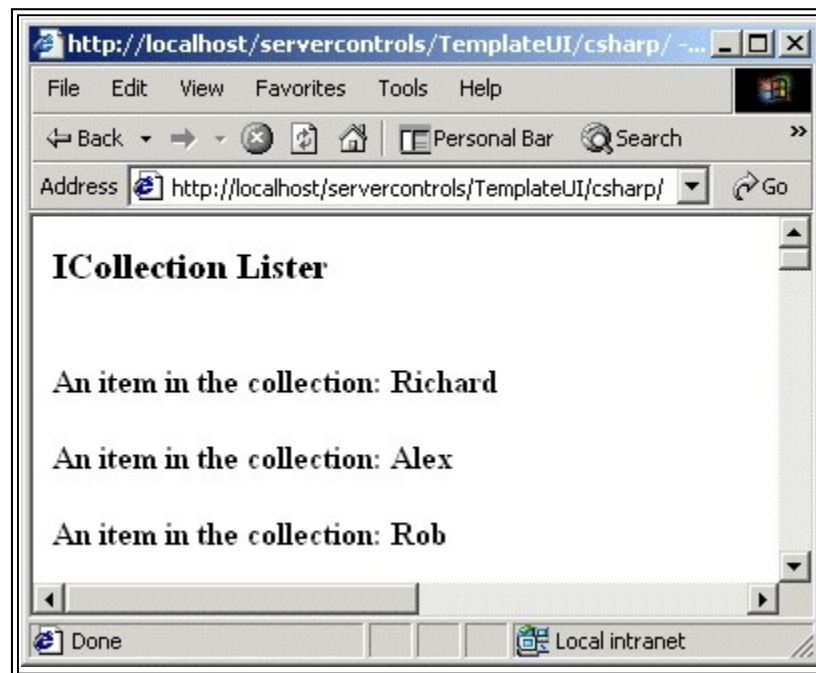 http://localhost/servercontrols/TemplateUI/csharp/ -...
File Edit View Favorites Tools Help
Back Personal Bar Search »
Address http://localhost/servercontrols/TemplateUI/csharp/ Go
ICollection Lister
An item in the collection: Richard
An item in the collection: Alex
An item in the collection: Rob
Done Local intranet